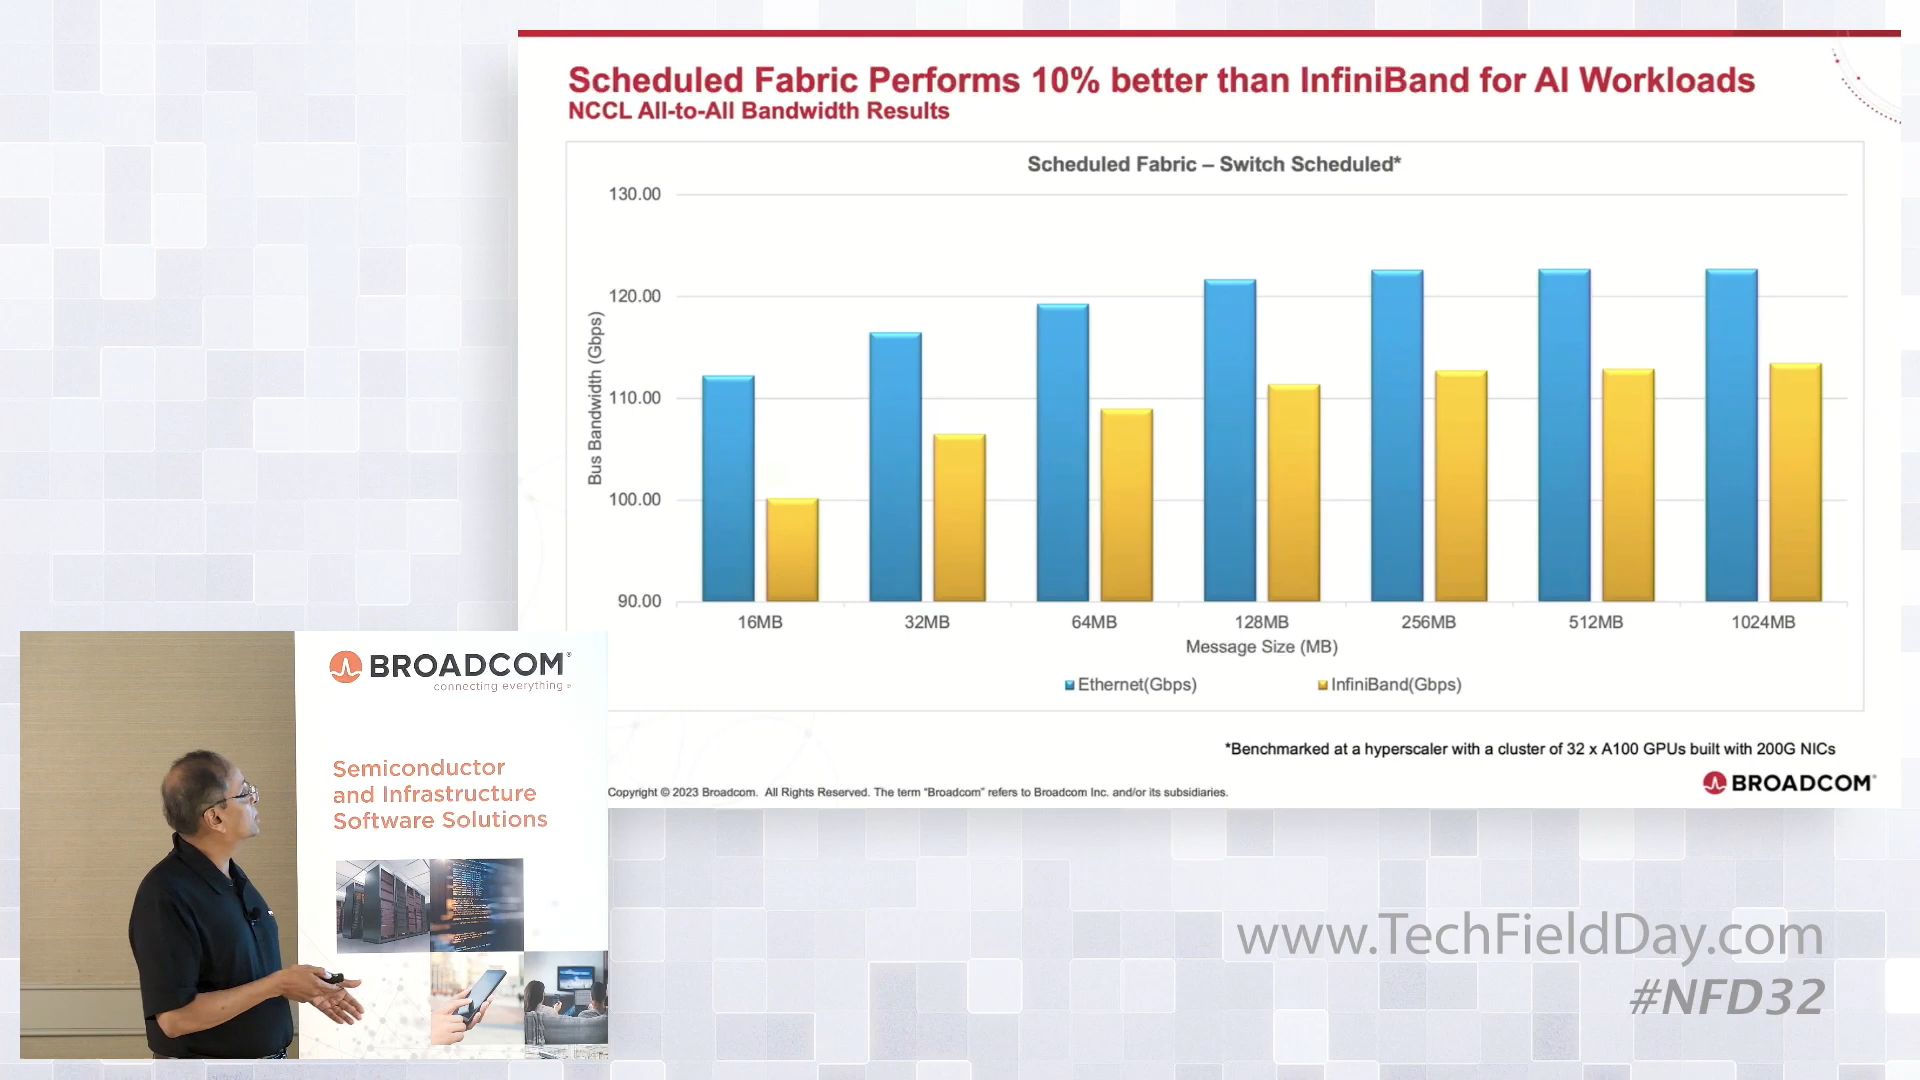 Scheduled Fabric Performs 10% better than InfiniBand for AI Workloads
NCCL All-to-All Bandwidth Results
Scheduled Fabric – Switch Scheduled*
130.00
120.00
110.00
100.00
90.00
Bus Bandwidth (Gbps)
16MB 32MB 64MB 128MB 256MB 512MB 1024MB
Message Size (MB)
Ethernet(Gbps) InfiniBand(Gbps)
*Benchmarked at a hyperscaler with a cluster of 32 x A100 GPUs built with 200G NICs
Copyright © 2023 Broadcom. All Rights Reserved. The term “Broadcom” refers to Broadcom Inc. and/or its subsidiaries.
BROADCOM®
BROADCOM®
connecting everything ®
Semiconductor
and Infrastructure
Software Solutions
www.TechFieldDay.com
#NFD32